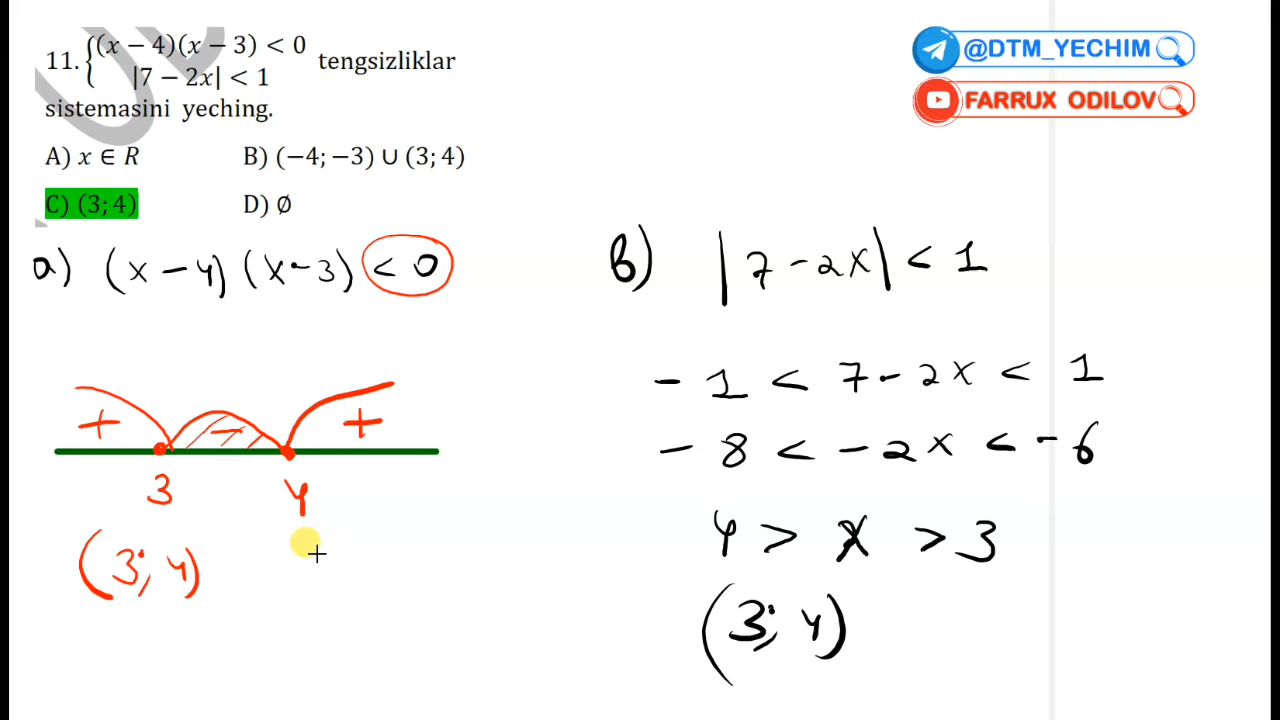 11. {(x − 4)(x − 3) < 0
|7 − 2x| < 1 tengsizliklar
sistemasini yeching.
A) x ∈ R B) (−4; −3) ∪ (3; 4)
C) (3; 4) D) ∅
@DTM_YECHIM
FARRUX ODILOV
a) (x − 4) (x − 3) < 0
+ − +
3 4
(3; 4)
в) |7 − 2x| < 1
− 1 < 7 − 2x < 1
− 8 < − 2x < − 6
4 > x > 3
(3; 4)